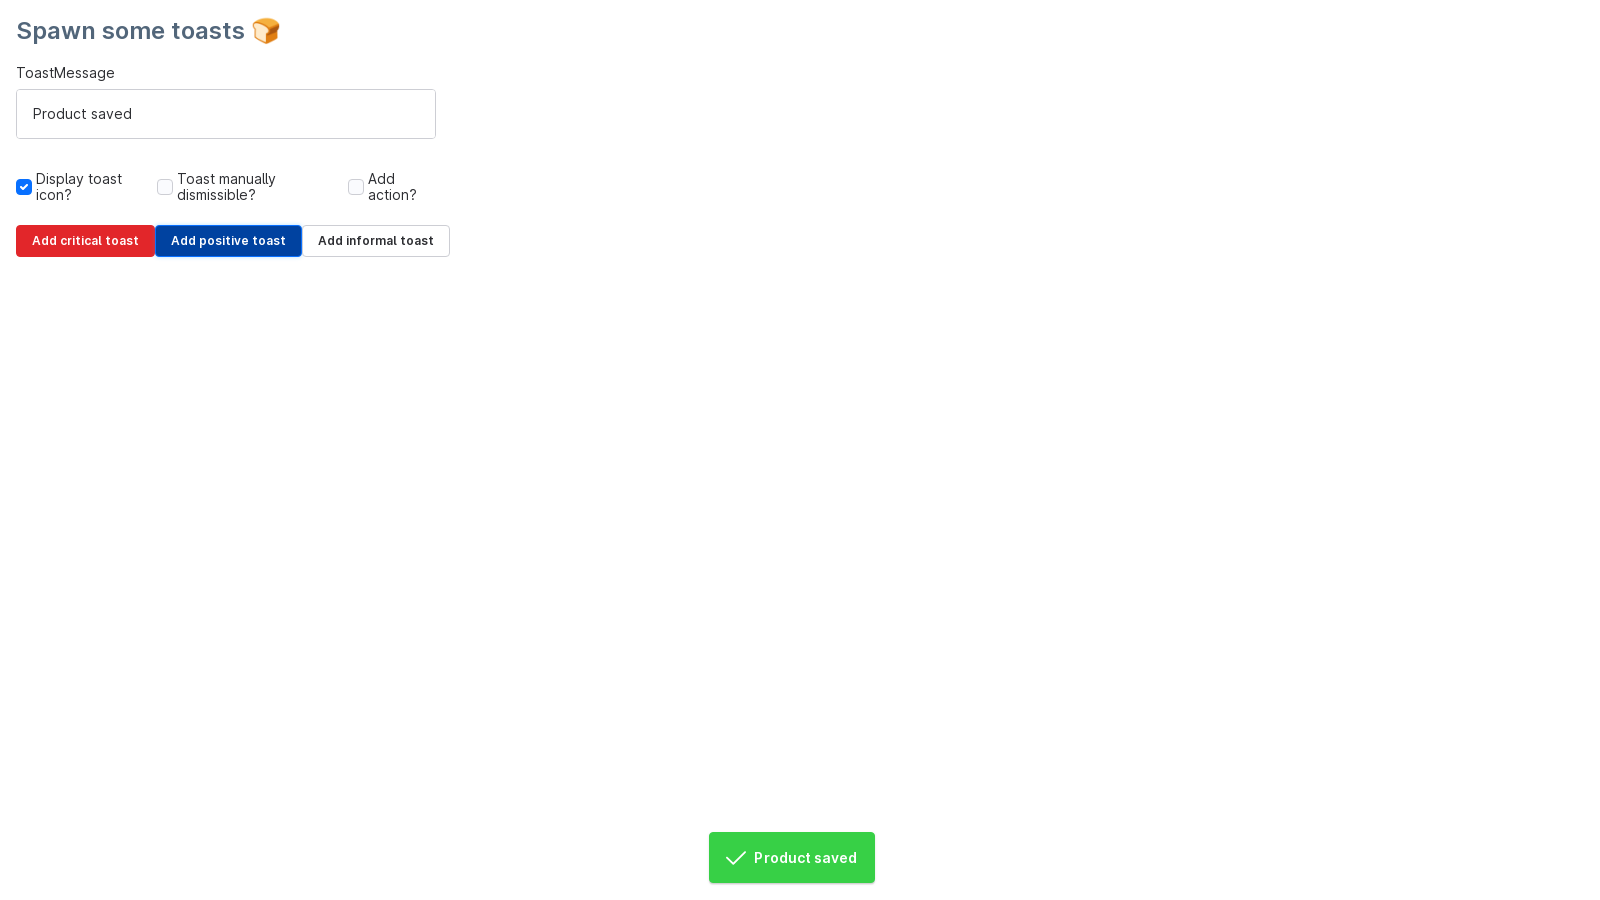 Spawn some toasts 🍞
ToastMessage
Product saved
Display toast icon?
Toast manually dismissible?
Add action?
Add critical toast
Add positive toast
Add informal toast
Product saved